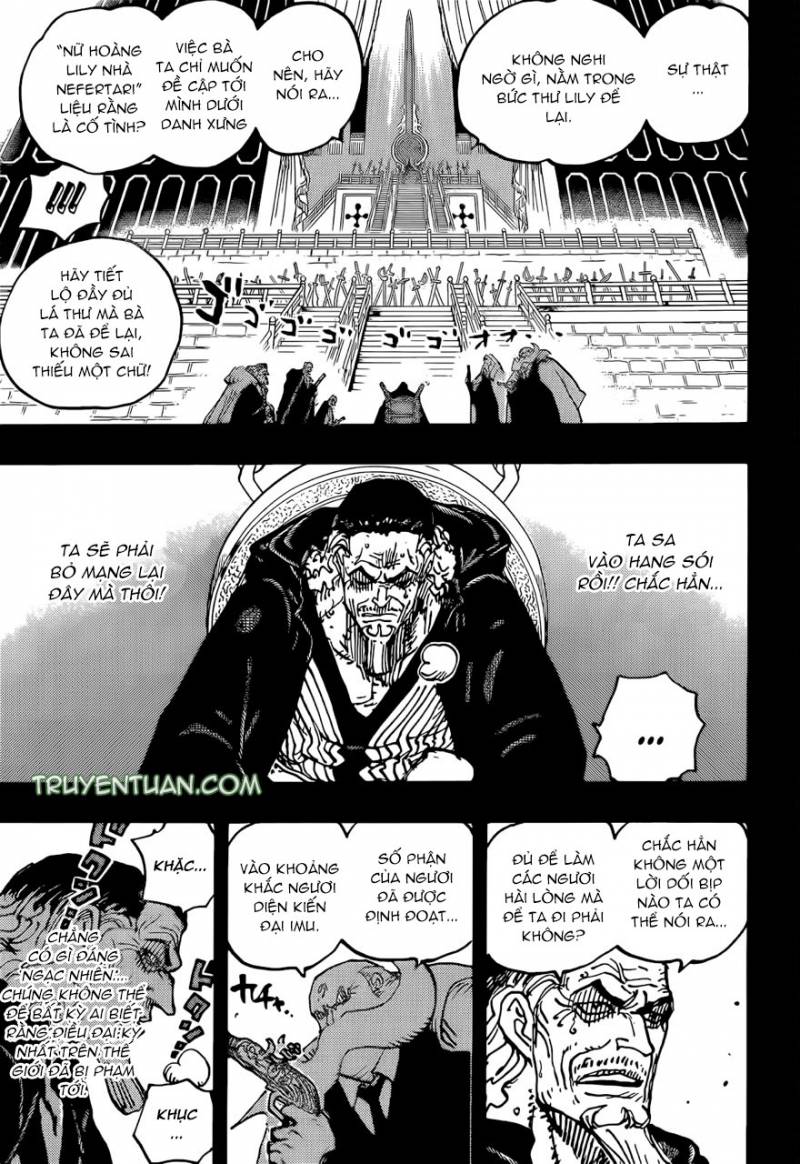 SỰ THẬT
...
KHÔNG NGHI
NGỜ GÌ, NẰM TRONG
BỨC THƯ LILY ĐỂ
LẠI.
CHO
NÊN, HÃY
NÓI RA...
VIỆC BÀ
TA CHỈ MUỐN
ĐỀ CẬP TỚI
MÌNH DƯỚI
DANH XƯNG
“NỮ HOÀNG
LILY NHÀ
NEFERTARI”
LIỆU RẰNG
LÀ CỐ TÌNH?
!!!!
HÃY TIẾT
LỘ ĐẦY ĐỦ
LÁ THƯ MÀ BÀ
TA ĐÃ ĐỂ LẠI,
KHÔNG SAI
THIẾU MỘT CHỮ!
ゴゴゴ
オオオ..
TA SA
VÀO HANG SÓI
RỒI!! CHẮC HẲN...
TA SẼ PHẢI
BỎ MẠNG LẠI
ĐÂY MÀ THÔI!
...
TRUYENTUAN.COM
CHẮC HẲN
KHÔNG MỘT
LỜI DỐI BỊP
NÀO TA CÓ
THỂ NÓI RA...
ĐỦ ĐỂ LÀM
CÁC NGƯƠI
HÀI LÒNG MÀ
ĐỂ TA ĐI PHẢI
KHÔNG?
SỐ PHẬN
CỦA NGƯƠI
ĐÃ ĐƯỢC
ĐỊNH ĐOẠT...
VÀO KHOẢNG
KHẮC NGƯƠI
DIỆN KIẾN
ĐẠI IMU.
KHẶC...
CHẲNG
CÓ GÌ ĐÁNG
NGẠC NHIÊN:...
CHÚNG KHÔNG THỂ
ĐỂ BẤT KỲ AI BIẾT
RẰNG ĐIỀU ĐẠI KỴ
NHẤT TRÊN THẾ
GIỚI ĐÃ BỊ PHẠM
TỚI.
KHỤC
...